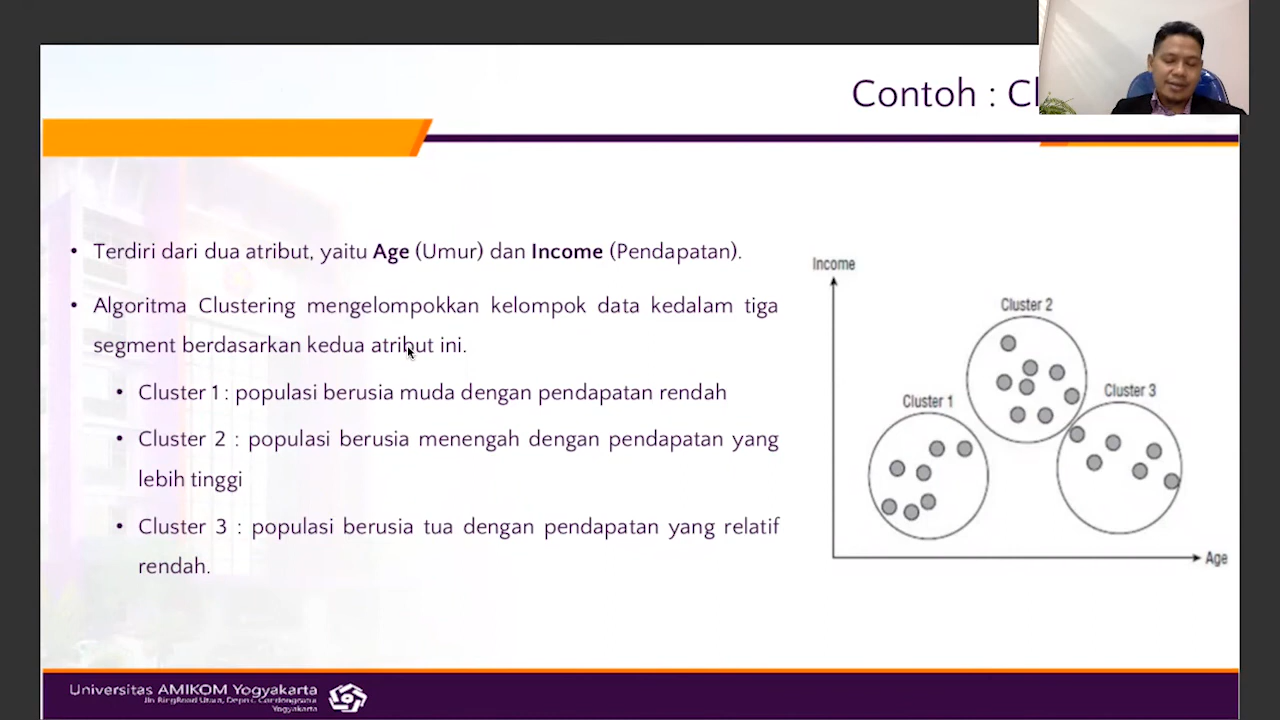 Contoh :
• Terdiri dari dua atribut, yaitu Age (Umur) dan Income (Pendapatan).
• Algoritma Clustering mengelompokkan kelompok data kedalam tiga
segment berdasarkan kedua atribut ini.
• Cluster 1 : populasi berusia muda dengan pendapatan rendah
• Cluster 2 : populasi berusia menengah dengan pendapatan yang
lebih tinggi
• Cluster 3 : populasi berusia tua dengan pendapatan yang relatif
rendah.
Income
Cluster 2
Cluster 3
Cluster 1
Age
Universitas AMIKOM Yogyakarta
Yogyakarta